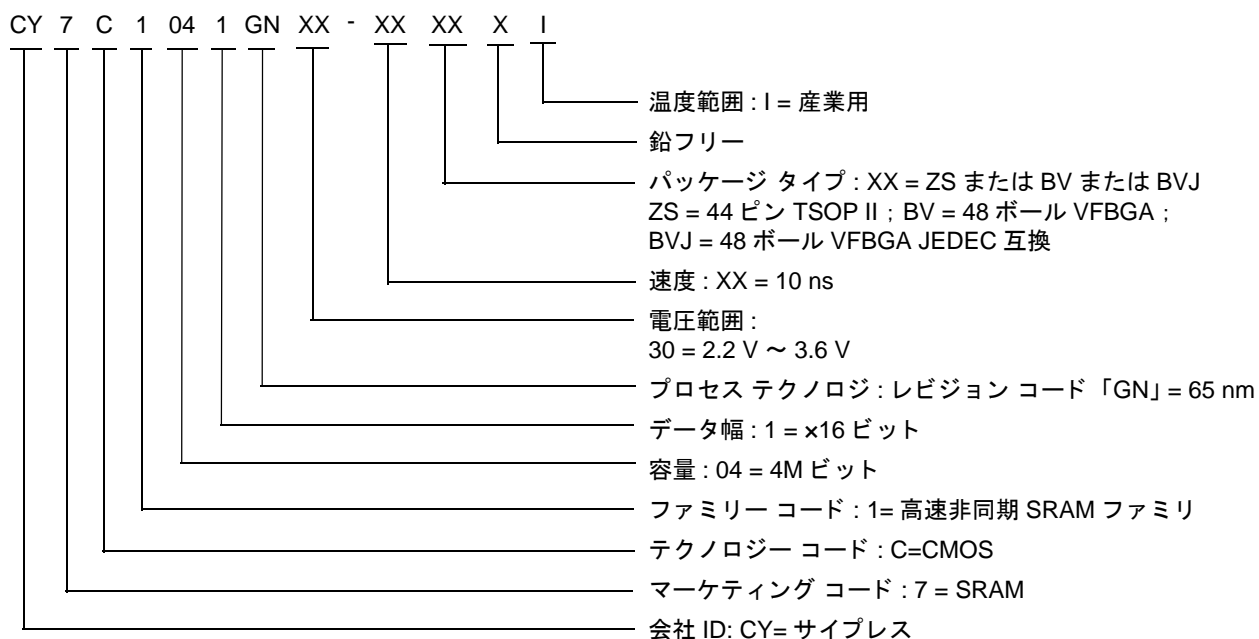 CY 7 C 1 04 1 GN XX - XX XX X I
温度範囲 : I = 産業用
鉛フリー
パッケージ タイプ : XX = ZS または BV または BVJ
ZS = 44 ピン TSOP II ; BV = 48 ボール VFBGA ;
BVJ = 48 ボール VFBGA JEDEC 互換
速度 : XX = 10 ns
電圧範囲 :
30 = 2.2 V ～ 3.6 V
プロセス テクノロジ : レビジョン コード 「GN」 = 65 nm
データ幅 : 1 = ×16 ビット
容量 : 04 = 4M ビット
ファミリー コード : 1= 高速非同期 SRAM ファミリ
テクノロジー コード : C=CMOS
マーケティング コード : 7 = SRAM
会社 ID: CY= サイプレス